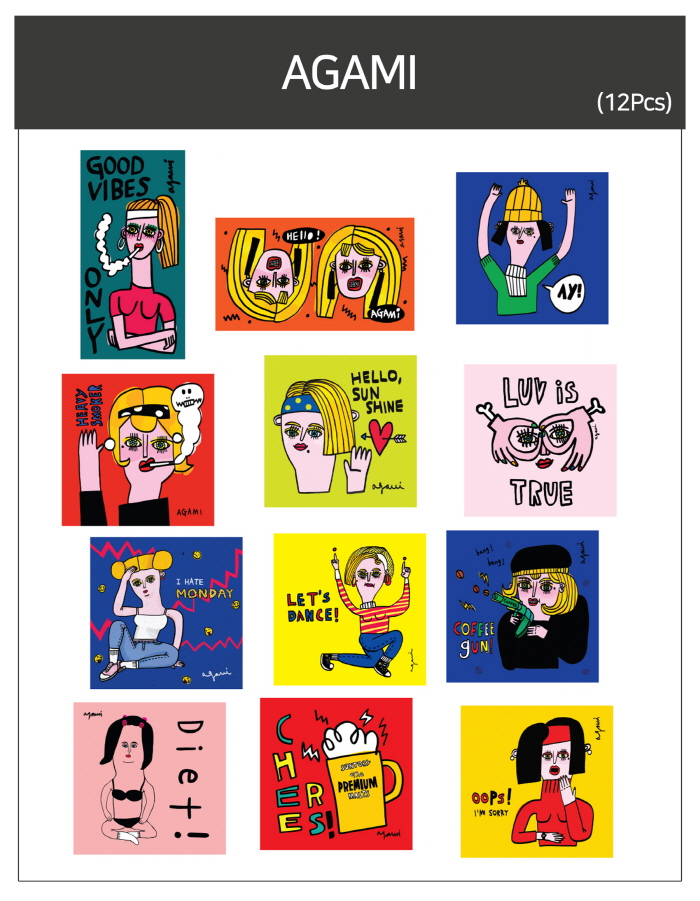 AGAMI
(12Pcs)
GOOD
VIBES
agami
ONLY
HELLO!
agami
AGAMi
agami
AY!
HEAVY
SMOKER
AGAMI
HELLO,
SUN
SHINE
agami
LUV iS
TRUE
I HATE
MONDAY
agami
LET'S
DANCE!
agami
bang!
bang!
agami
COFFEE
gUN!
agami
Diet!
CHEERS!
PREMIUM
agami
agami
OOPS!
I'M SORRY